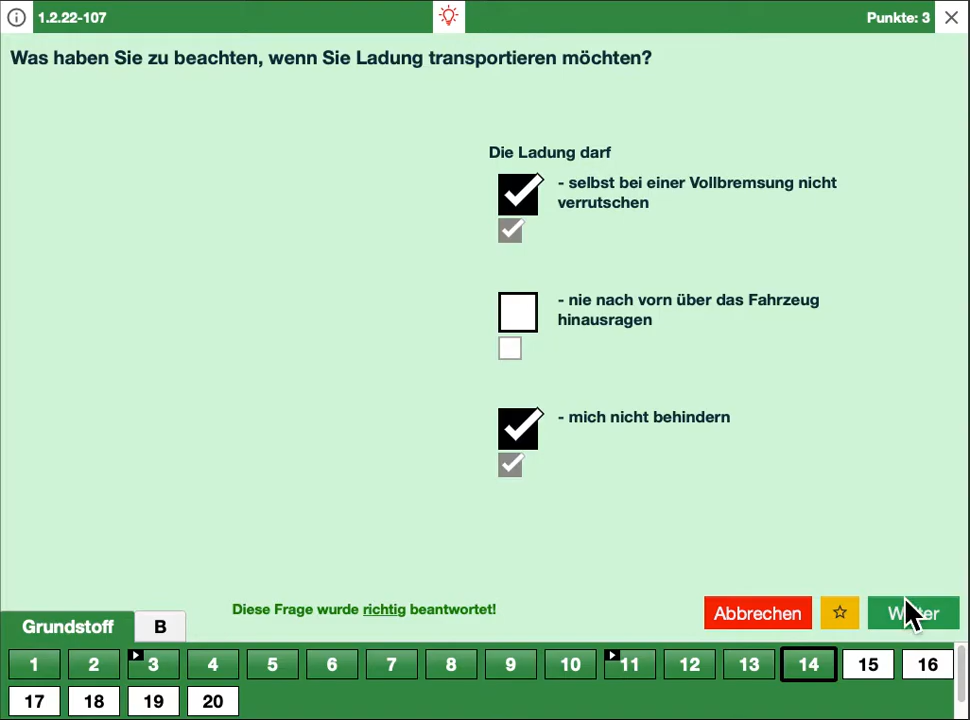 1.2.22-107
Punkte: 3
Was haben Sie zu beachten, wenn Sie Ladung transportieren möchten?
Die Ladung darf
- selbst bei einer Vollbremsung nicht
verrutschen
- nie nach vorn über das Fahrzeug
hinausragen
- mich nicht behindern
Diese Frage wurde richtig beantwortet!
Abbrechen
Grundstoff
B
1 2 3 4 5 6 7 8 9 10 11 12 13 14 15 16
17 18 19 20